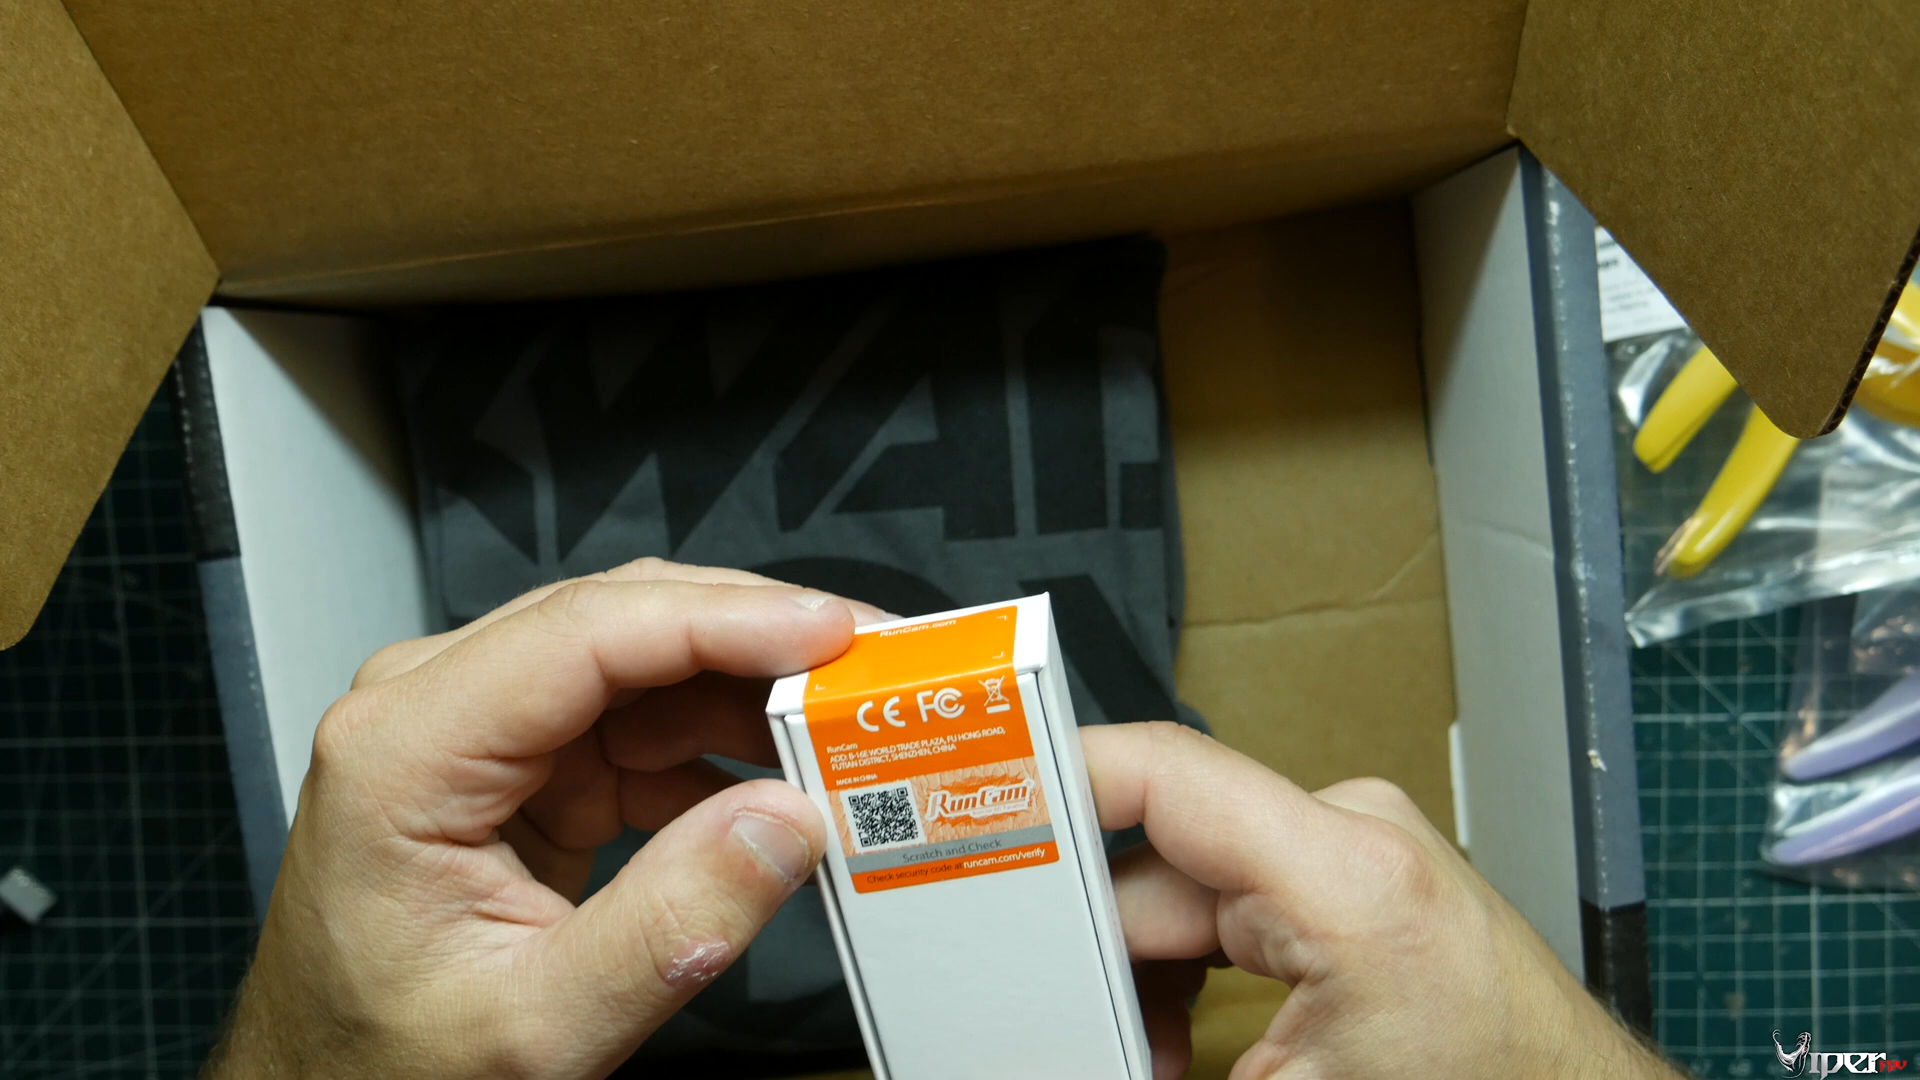 RunCam.com
CE FC
RunCam
ADD: B-16E WORLD TRADE PLAZA, FU HONG ROAD,
FUTIAN DISTRICT, SHENZHEN, CHINA
MADE IN CHINA
RunCam
Scratch and Check
Check security code at runcam.com/verify
Viper FPV